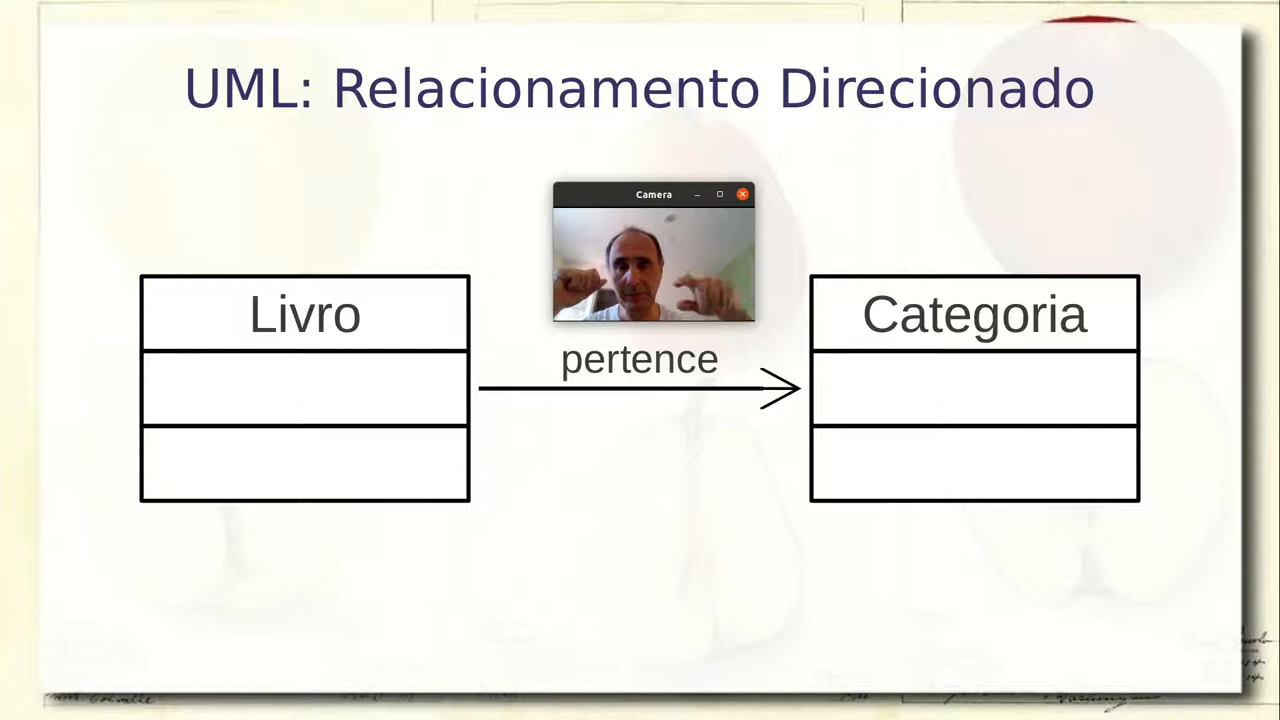 UML: Relacionamento Direcionado
Camera
Livro
pertence
Categoria